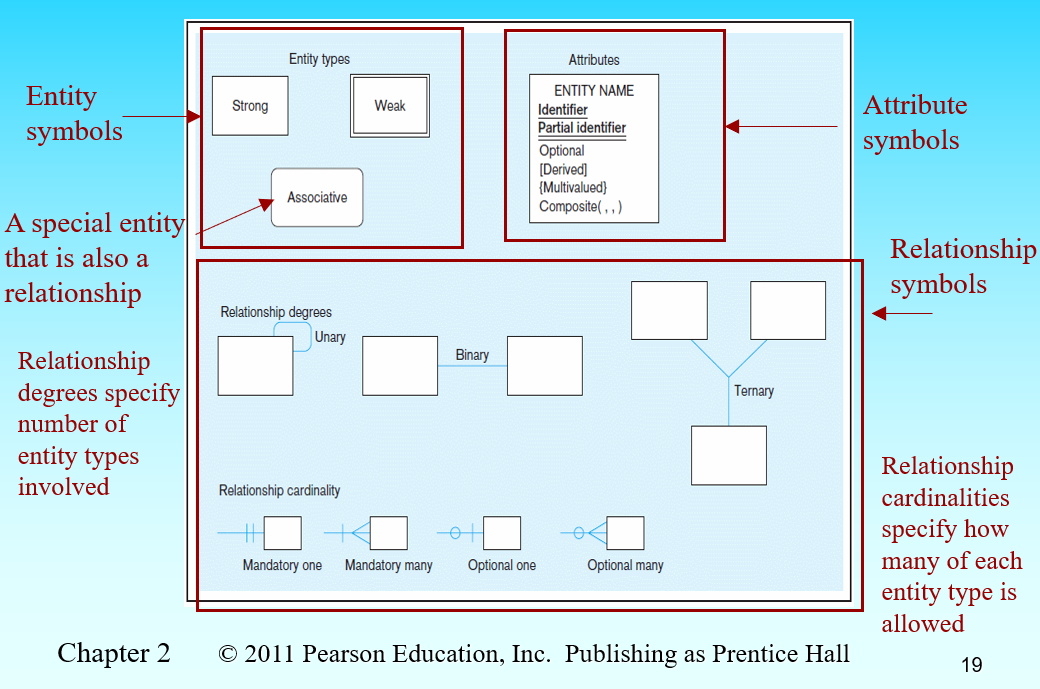 Entity types
Strong
Weak
Associative
Attributes
ENTITY NAME
Identifier
Partial identifier
Optional
[Derived]
{Multivalued}
Composite( , , )
Entity
symbols
Attribute
symbols
A special entity
that is also a
relationship
Relationship
symbols
Relationship degrees
Unary
Binary
Ternary
Relationship
degrees specify
number of
entity types
involved
Relationship cardinality
Mandatory one
Mandatory many
Optional one
Optional many
Relationship
cardinalities
specify how
many of each
entity type is
allowed
Chapter 2
© 2011 Pearson Education, Inc. Publishing as Prentice Hall
19